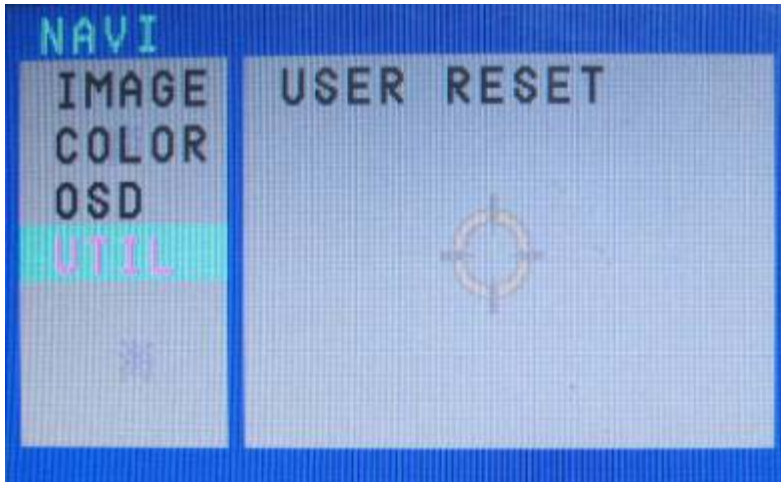 NAVI
IMAGE
COLOR
OSD
UTIL
USER RESET